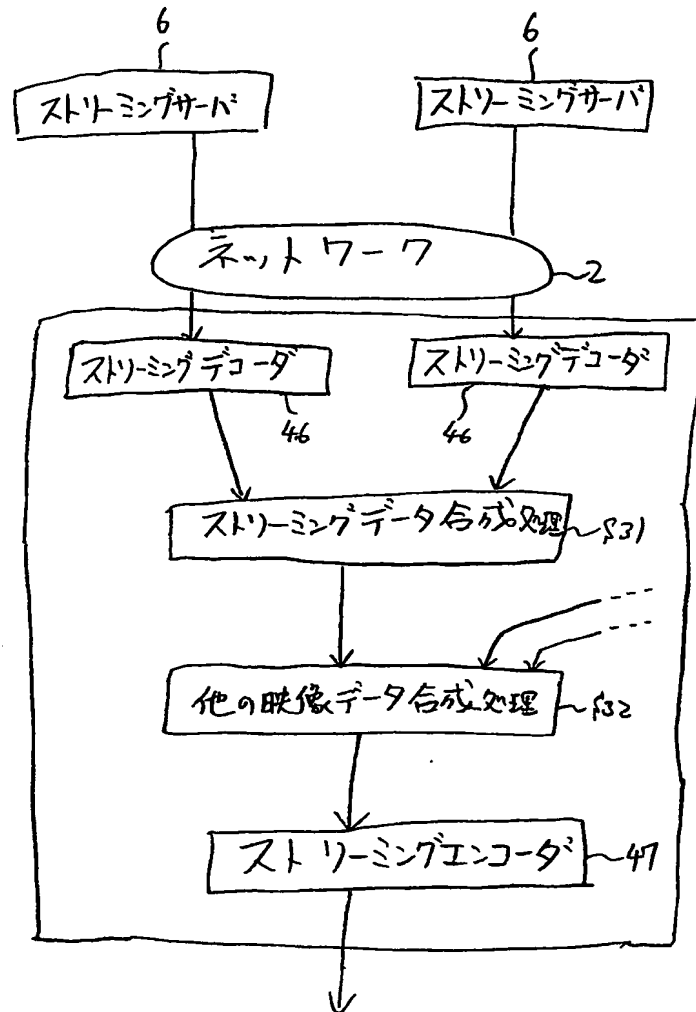 6
6
ストリーミングサーバ
ストリーミングサーバ
ネットワーク
2
ストリーミングデコーダ
ストリーミングデコーダ
46
46
ストリーミングデータ合成処理
S31
他の映像データ合成処理
S32
ストリーミングエンコーダ
47